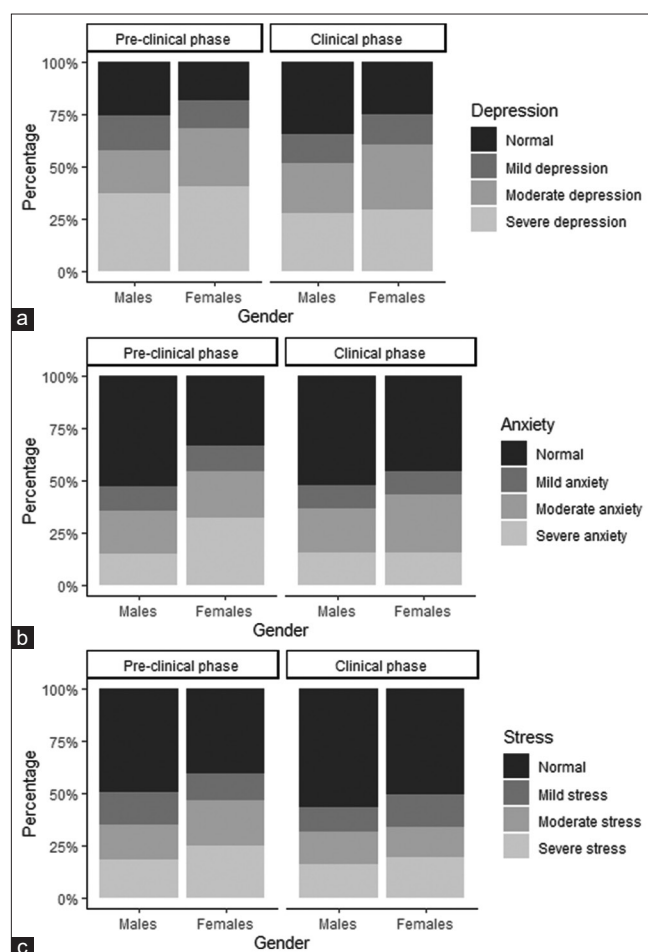 Pre-clinical phase
Clinical phase
100%
75%
50%
25%
0%
Percentage
Males
Females
Males
Females
Gender
Depression
Normal
Mild depression
Moderate depression
Severe depression
a
Pre-clinical phase
Clinical phase
100%
75%
50%
25%
0%
Percentage
Males
Females
Males
Females
Gender
Anxiety
Normal
Mild anxiety
Moderate anxiety
Severe anxiety
b
Pre-clinical phase
Clinical phase
100%
75%
50%
25%
0%
Percentage
Males
Females
Males
Females
Gender
Stress
Normal
Mild stress
Moderate stress
Severe stress
c